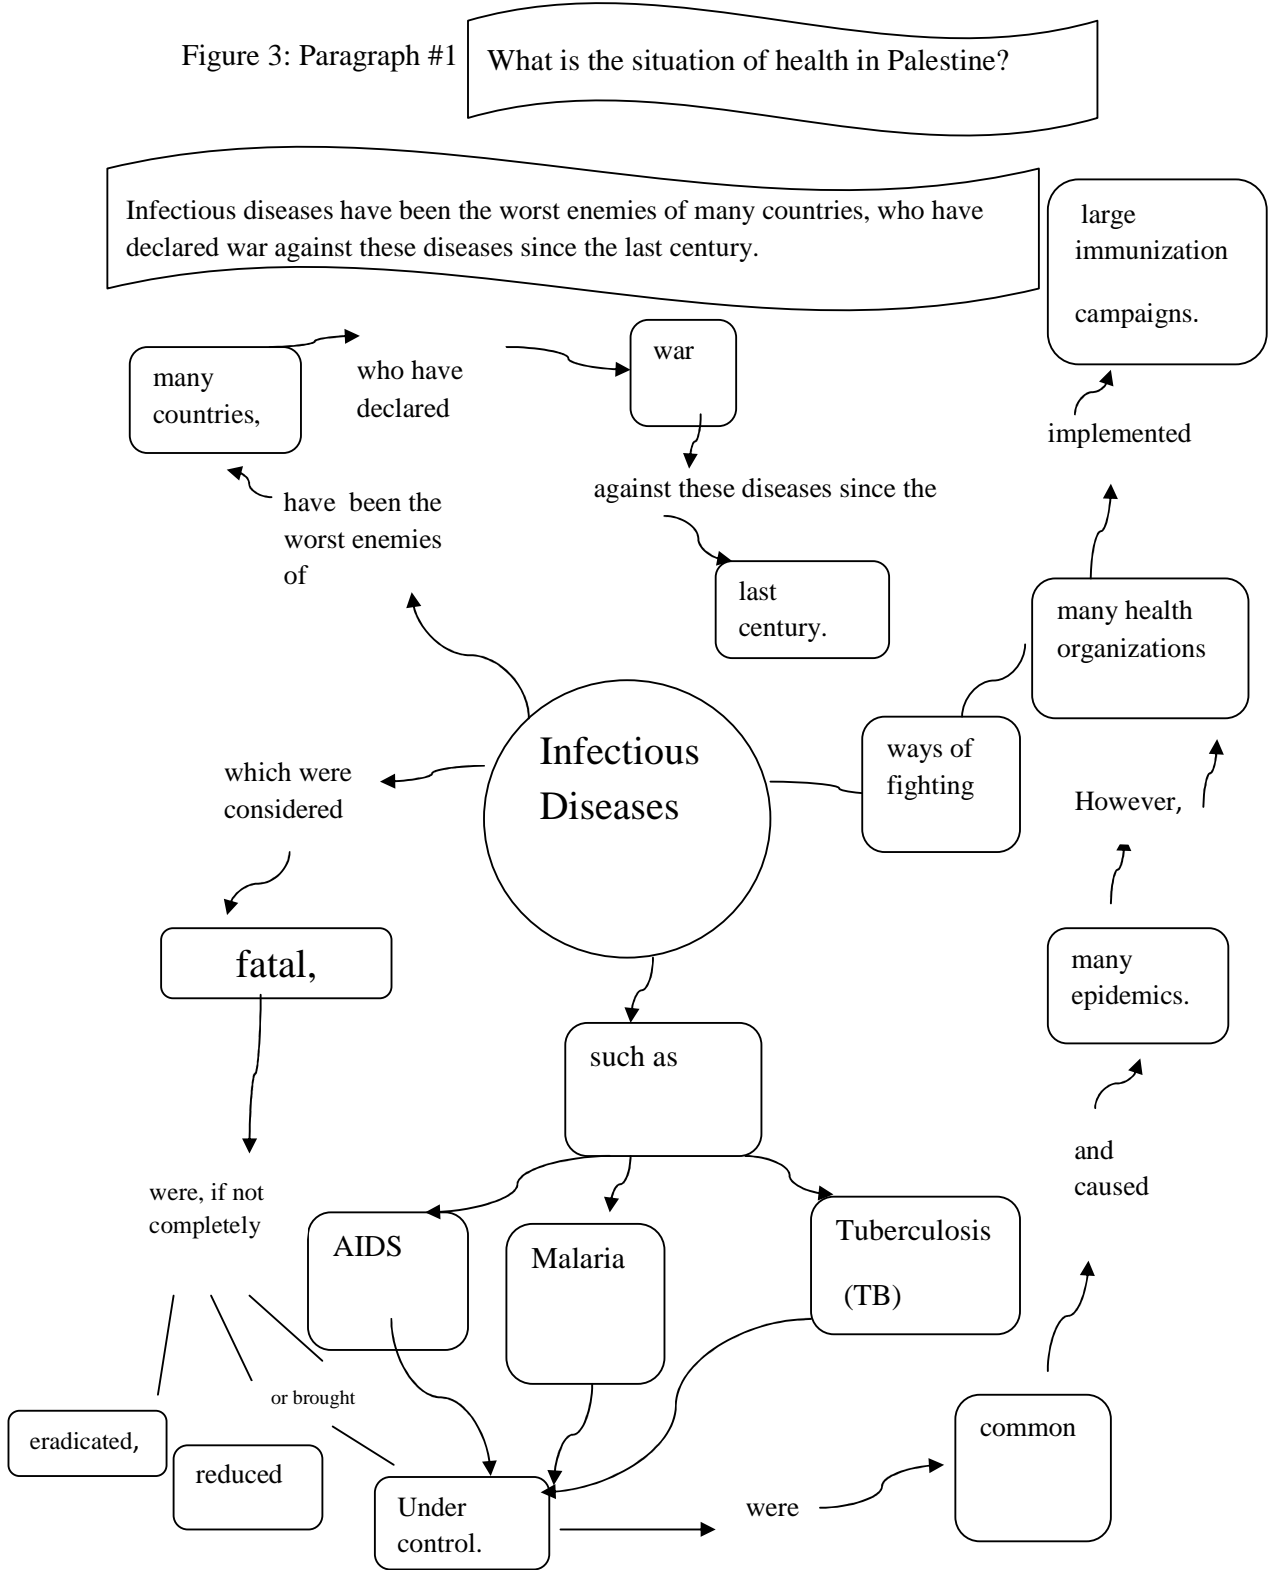 Figure 3: Paragraph #1
What is the situation of health in Palestine?
Infectious diseases have been the worst enemies of many countries, who have
declared war against these diseases since the last century.
large
immunization
campaigns.
many
countries,
who have
declared
war
implemented
have  been the
worst enemies
of
against these diseases since the
last
century.
many health
organizations
Infectious
Diseases
ways of
fighting
which were
considered
However,
fatal,
many
epidemics.
such as
and
caused
were, if not
completely
AIDS
Malaria
Tuberculosis
(TB)
or brought
eradicated,
reduced
Under
control.
were
common